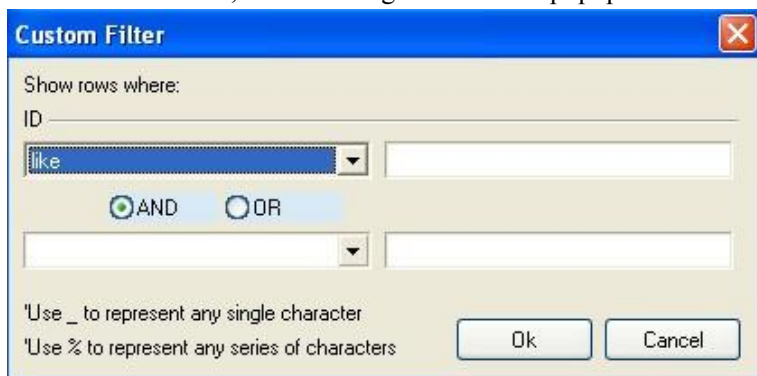 Custom Filter
Show rows where:
ID
like
AND OR
'Use _ to represent any single character
'Use % to represent any series of characters
Ok Cancel